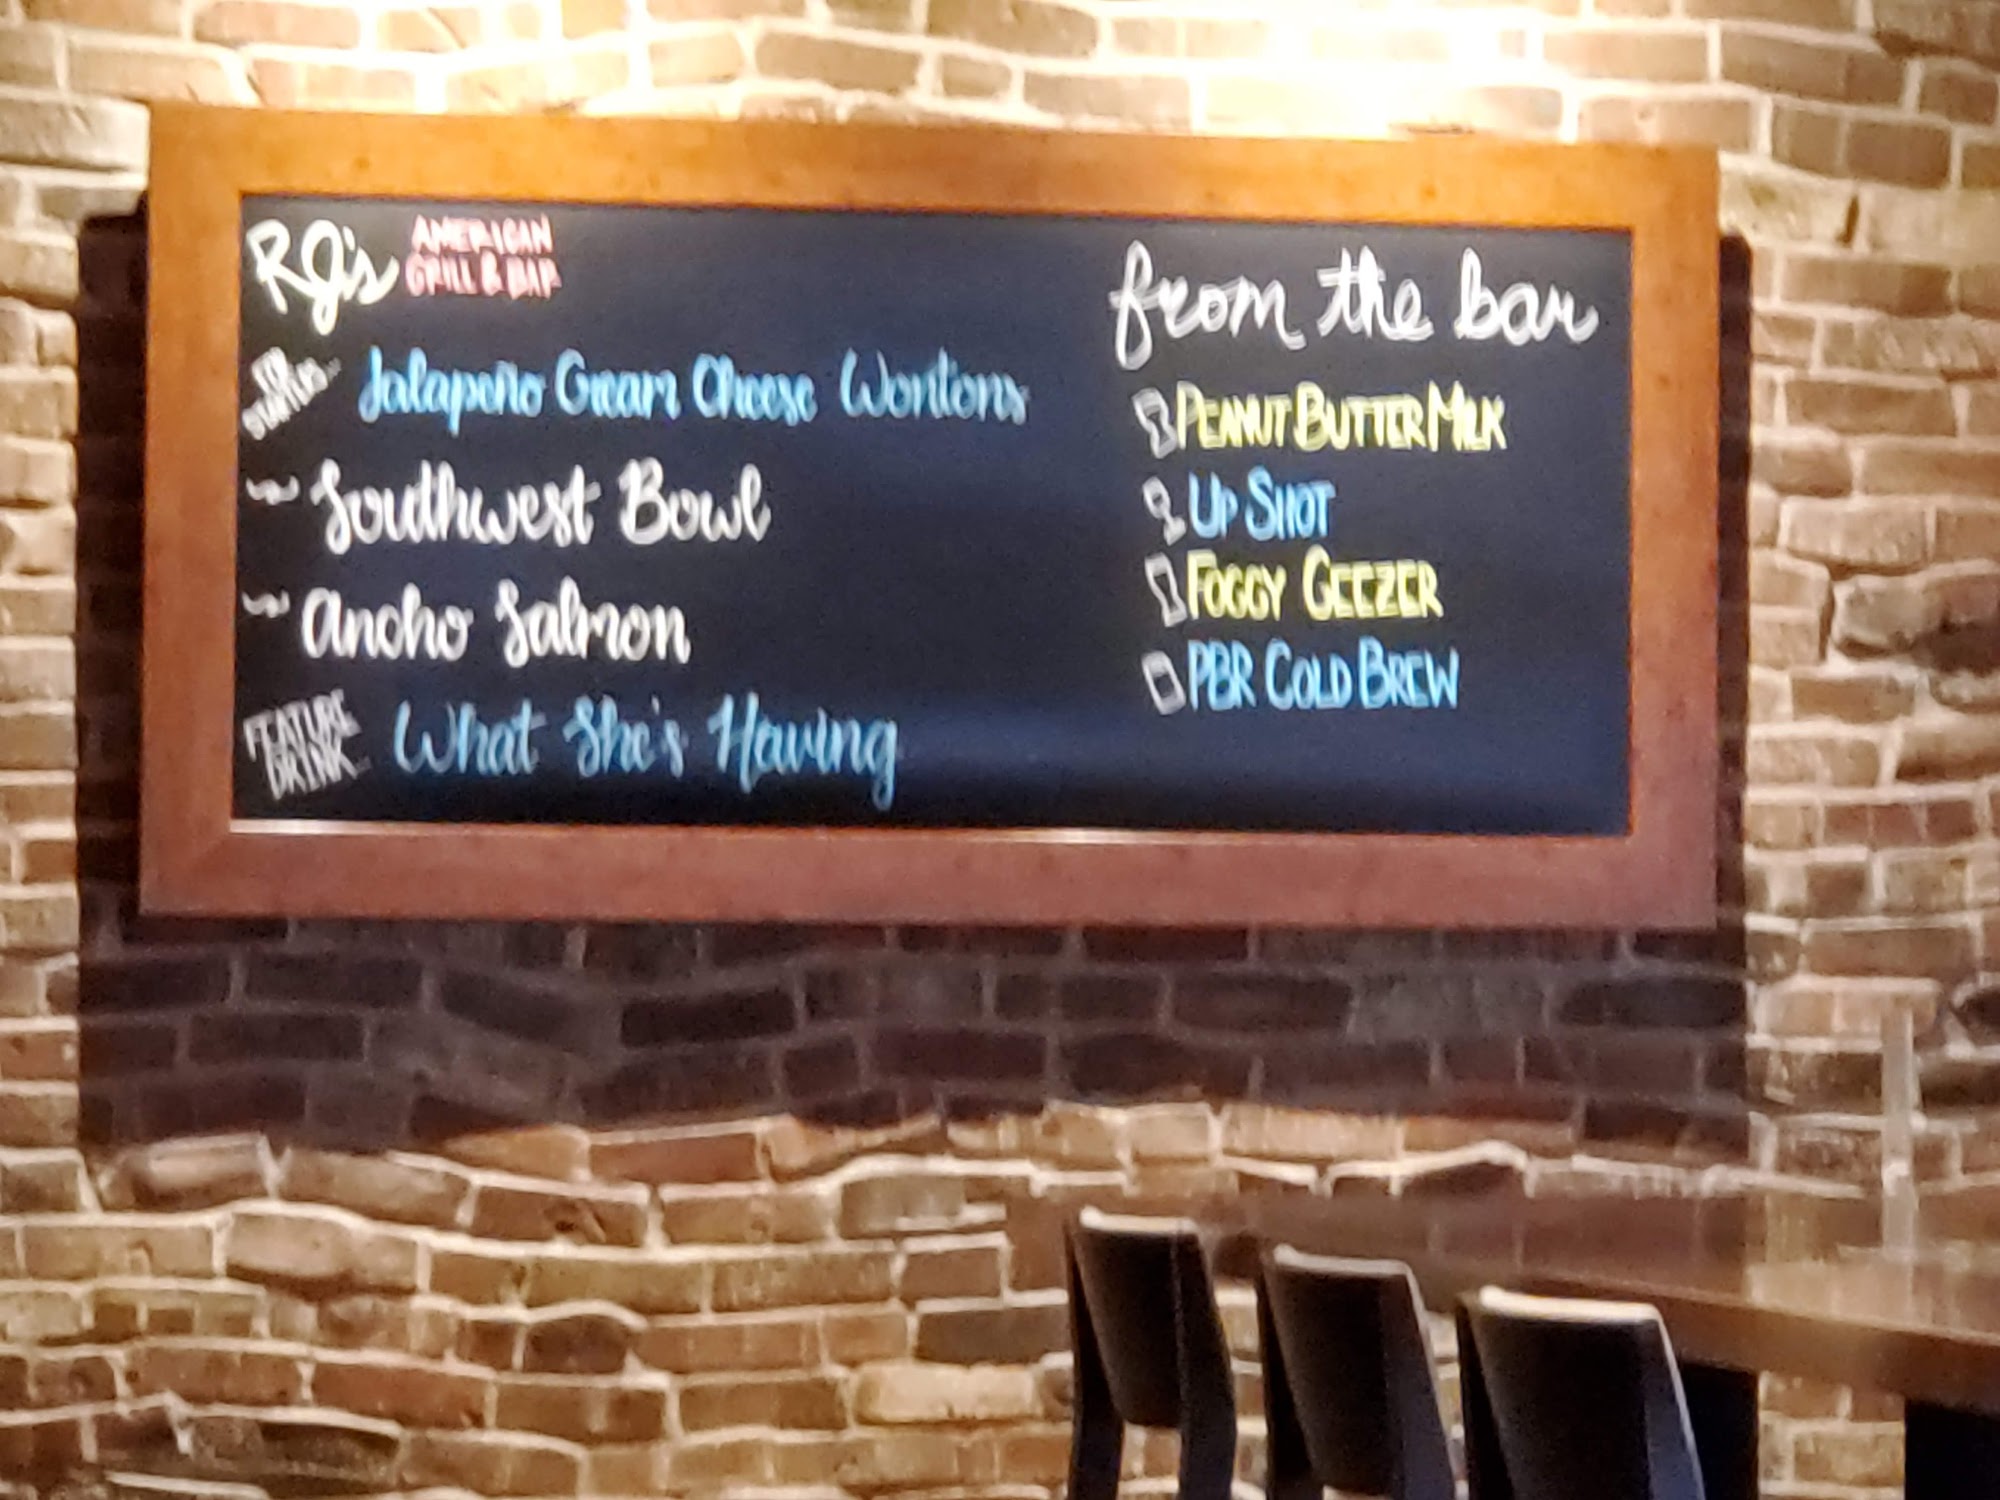 RJ's AMERICAN
GRILL & BAR
Jalapeño Cream Cheese Wontons
~ Southwest Bowl
~ Ancho Salmon
FEATURE
DRINK... What She's Having
from the bar
PEANUT BUTTER MILK
UP SHOT
FOGGY GEEZER
PBR COLD BREW